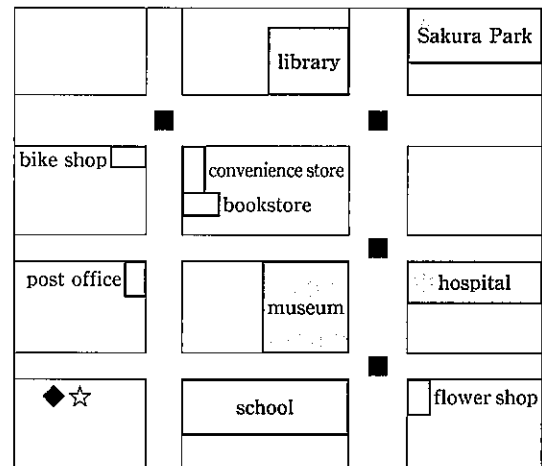 Sakura Park
library
bike shop
convenience store
bookstore
post office
hospital
museum
school
flower shop